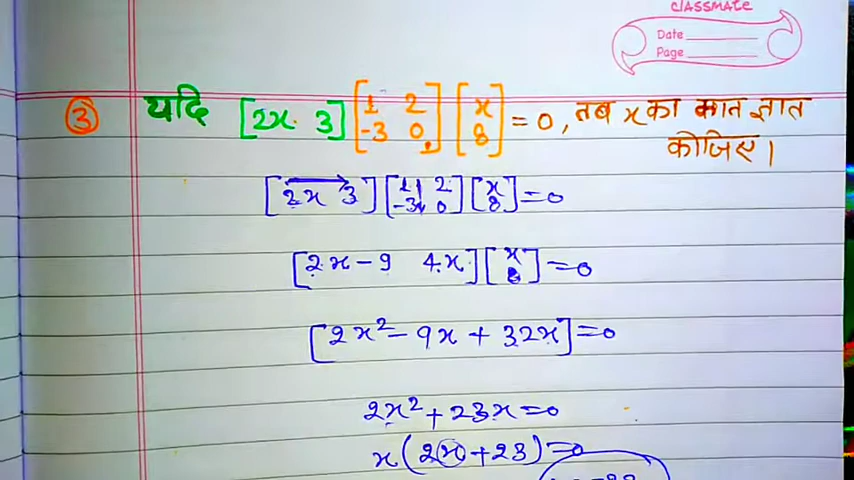 CLASSMATE
Date
Page
③ यदि [2x 3] [1 2 -3 0] [x 8] = 0, तब x का मान ज्ञात
कीजिए।
[2x 3] [1 2 -3 0] [x 8] = 0
[2x - 9 4x] [x 8] = 0
[2x² - 9x + 32x] = 0
2x² + 23x = 0
x(2x + 23) = 0